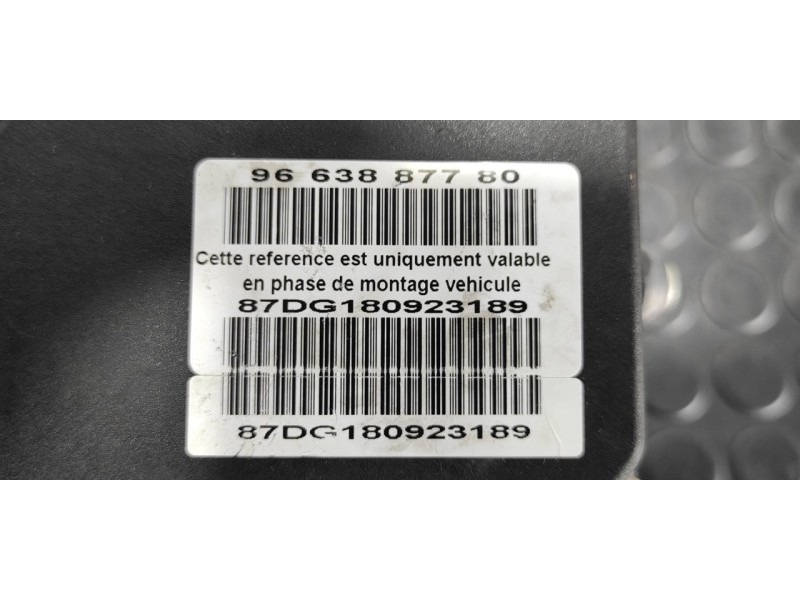 96 638 877 80
Cette reference est uniquement valable
en phase de montage vehicule
87DG180923189
87DG180923189